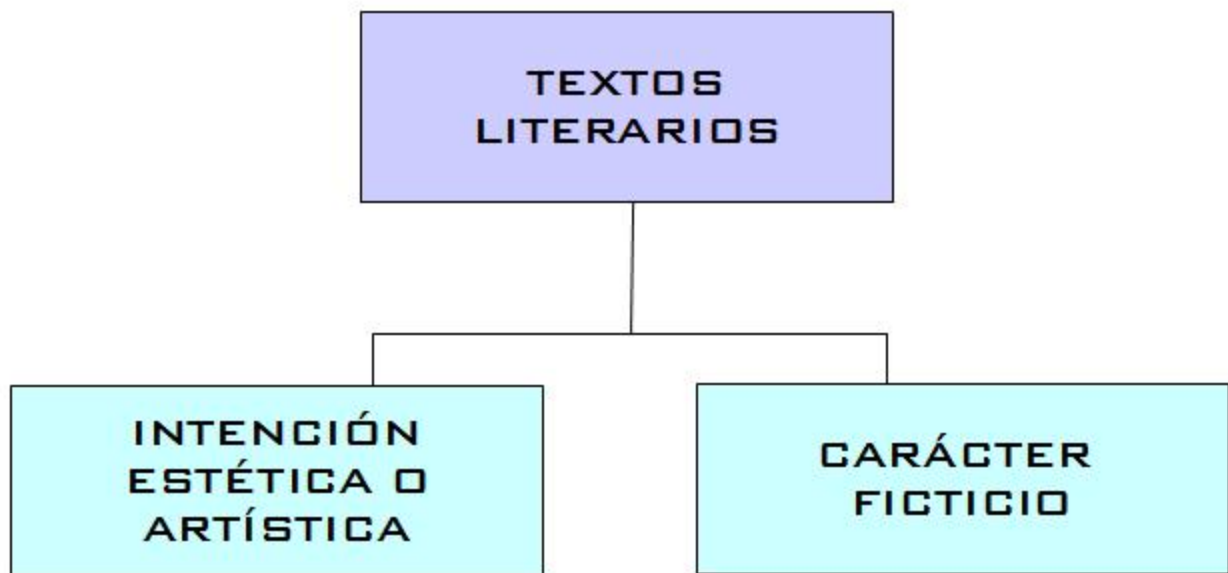 TEXTOS
LITERARIOS
INTENCIÓN
ESTÉTICA O
ARTÍSTICA
CARÁCTER
FICTICIO